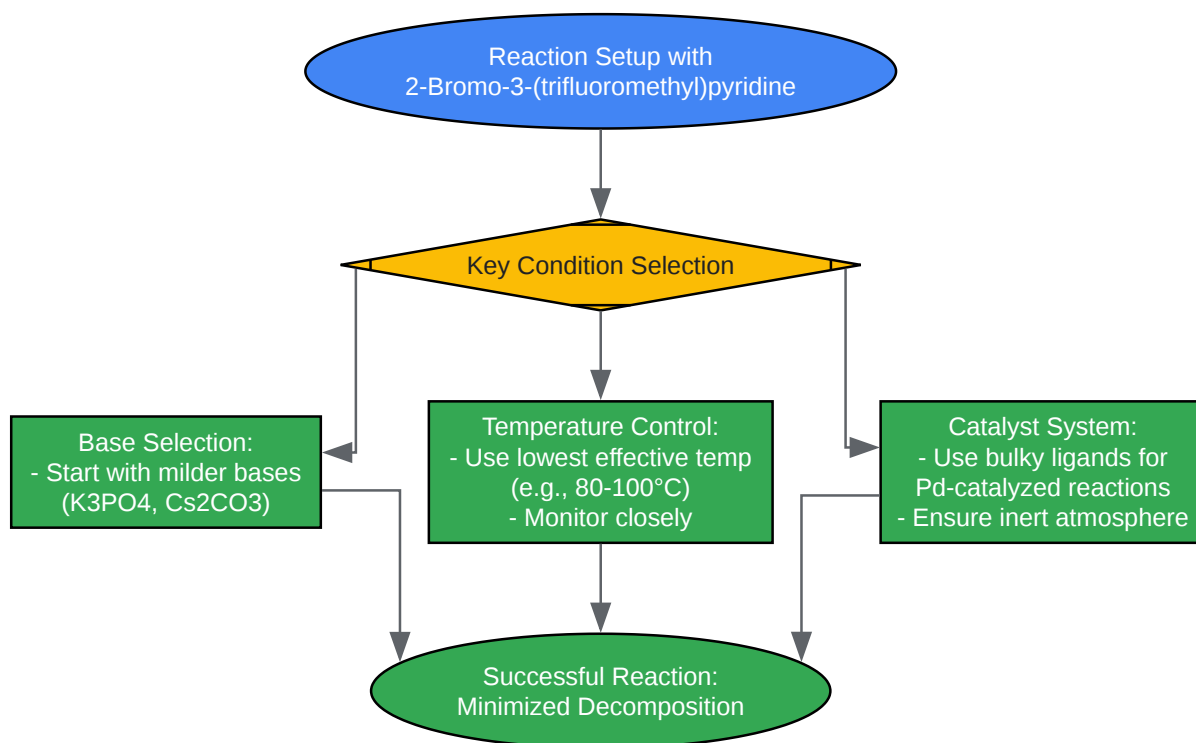 Reaction Setup with
2-Bromo-3-(trifluoromethyl)pyridine
Key Condition Selection
Base Selection:
- Start with milder bases
(K3PO4, Cs2CO3)
Temperature Control:
- Use lowest effective temp
(e.g., 80-100°C)
- Monitor closely
Catalyst System:
- Use bulky ligands for
Pd-catalyzed reactions
- Ensure inert atmosphere
Successful Reaction:
Minimized Decomposition